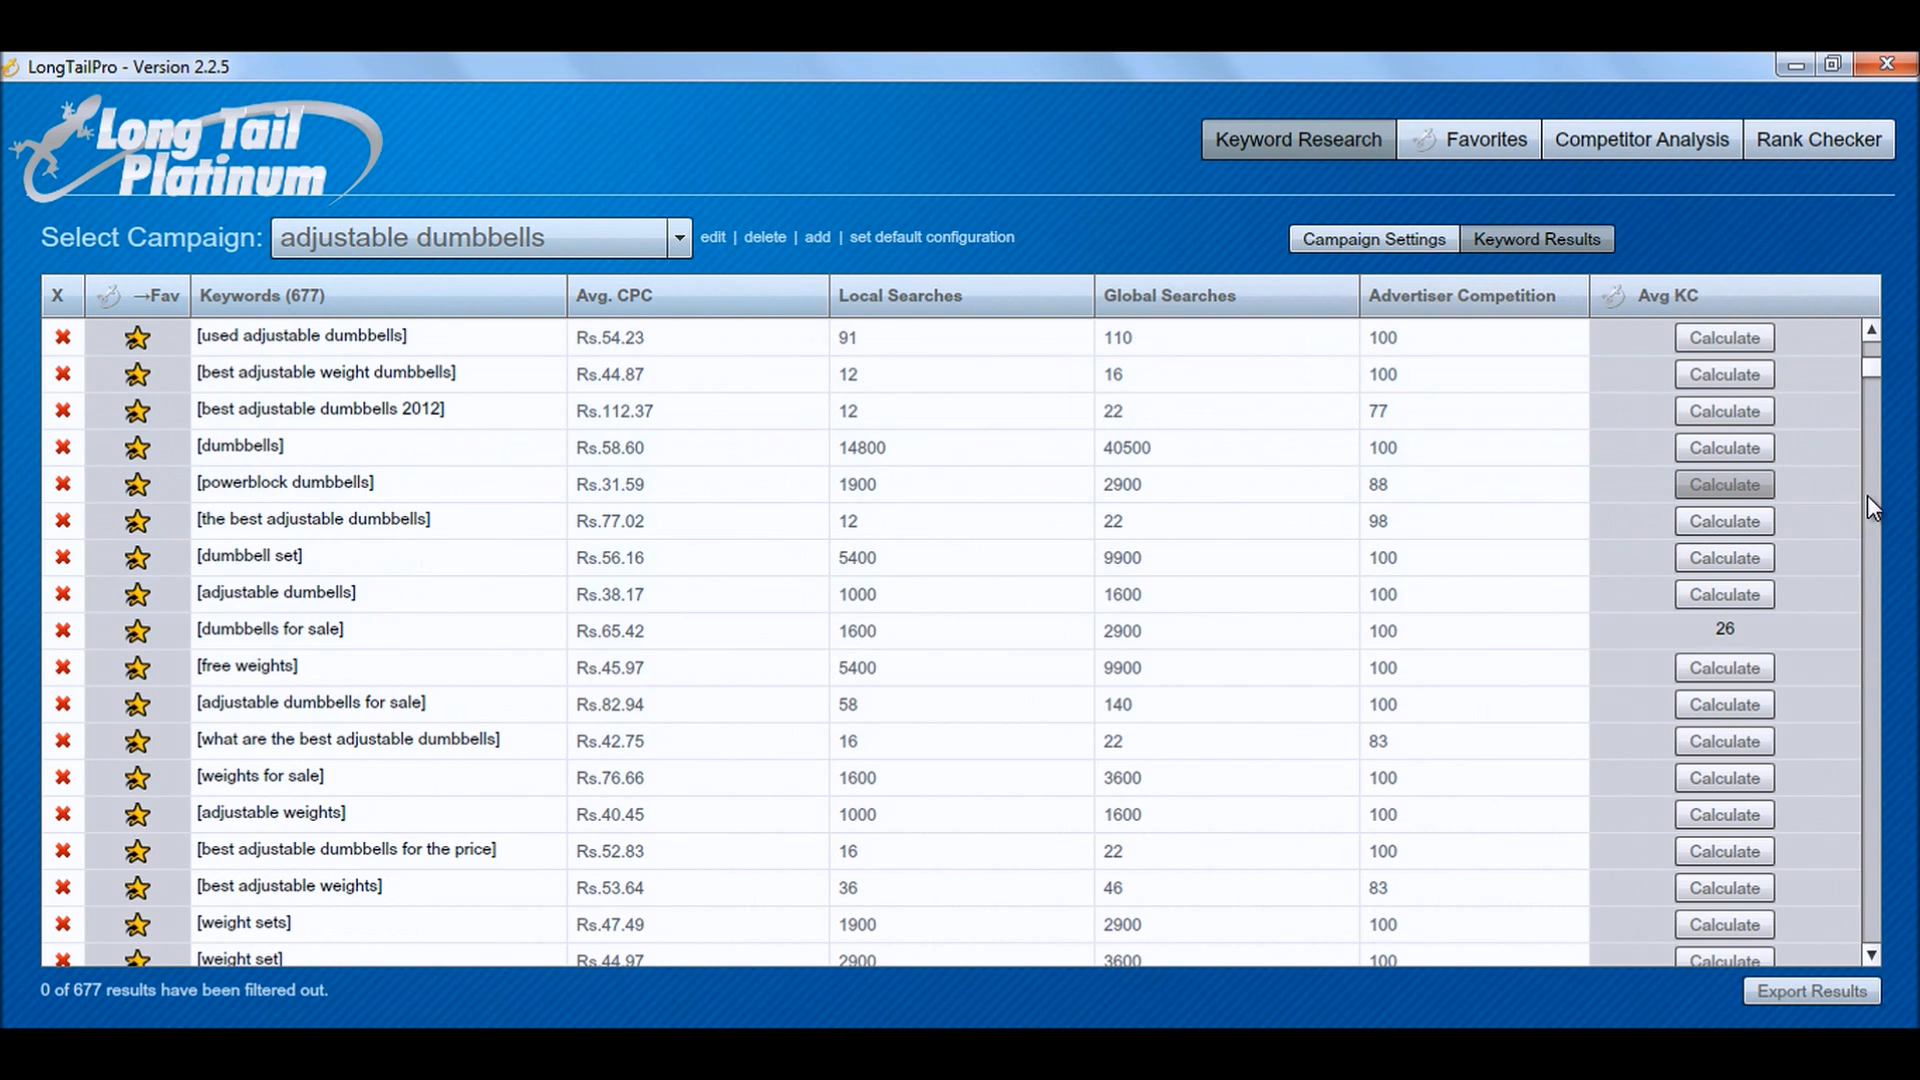 LongTailPro - Version 2.2.5
Long Tail
Platinum
Keyword Research Favorites Competitor Analysis Rank Checker
Select Campaign: adjustable dumbbells edit | delete | add | set default configuration Campaign Settings Keyword Results
X →Fav Keywords (677) Avg. CPC Local Searches Global Searches Advertiser Competition Avg KC
[used adjustable dumbbells] Rs.54.23 91 110 100 Calculate
[best adjustable weight dumbbells] Rs.44.87 12 16 100 Calculate
[best adjustable dumbbells 2012] Rs.112.37 12 22 77 Calculate
[dumbbells] Rs.58.60 14800 40500 100 Calculate
[powerblock dumbbells] Rs.31.59 1900 2900 88 Calculate
[the best adjustable dumbbells] Rs.77.02 12 22 98 Calculate
[dumbbell set] Rs.56.16 5400 9900 100 Calculate
[adjustable dumbells] Rs.38.17 1000 1600 100 Calculate
[dumbbells for sale] Rs.65.42 1600 2900 100 26
[free weights] Rs.45.97 5400 9900 100 Calculate
[adjustable dumbbells for sale] Rs.82.94 58 140 100 Calculate
[what are the best adjustable dumbbells] Rs.42.75 16 22 83 Calculate
[weights for sale] Rs.76.66 1600 3600 100 Calculate
[adjustable weights] Rs.40.45 1000 1600 100 Calculate
[best adjustable dumbbells for the price] Rs.52.83 16 22 100 Calculate
[best adjustable weights] Rs.53.64 36 46 83 Calculate
[weight sets] Rs.47.49 1900 2900 100 Calculate
[weight set] Rs.44.97 2900 3600 100 Calculate
0 of 677 results have been filtered out. Export Results